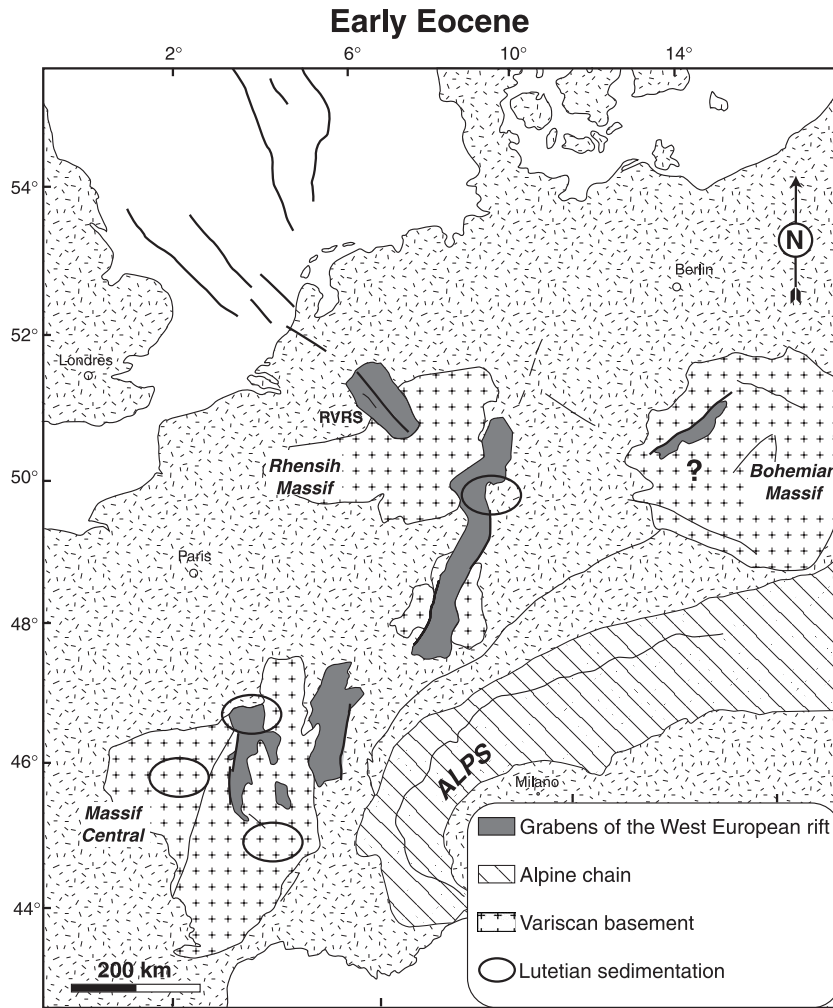 Early Eocene
2° 6° 10° 14°
54°
N
Berlin
52°
Londres
RVRS
Rhensih
Massif
?
Bohemian
Massif
50°
Paris
48°
46°
ALPS
Milano
Massif
Central
44°
200 km
Grabens of the West European rift
Alpine chain
Variscan basement
Lutetian sedimentation